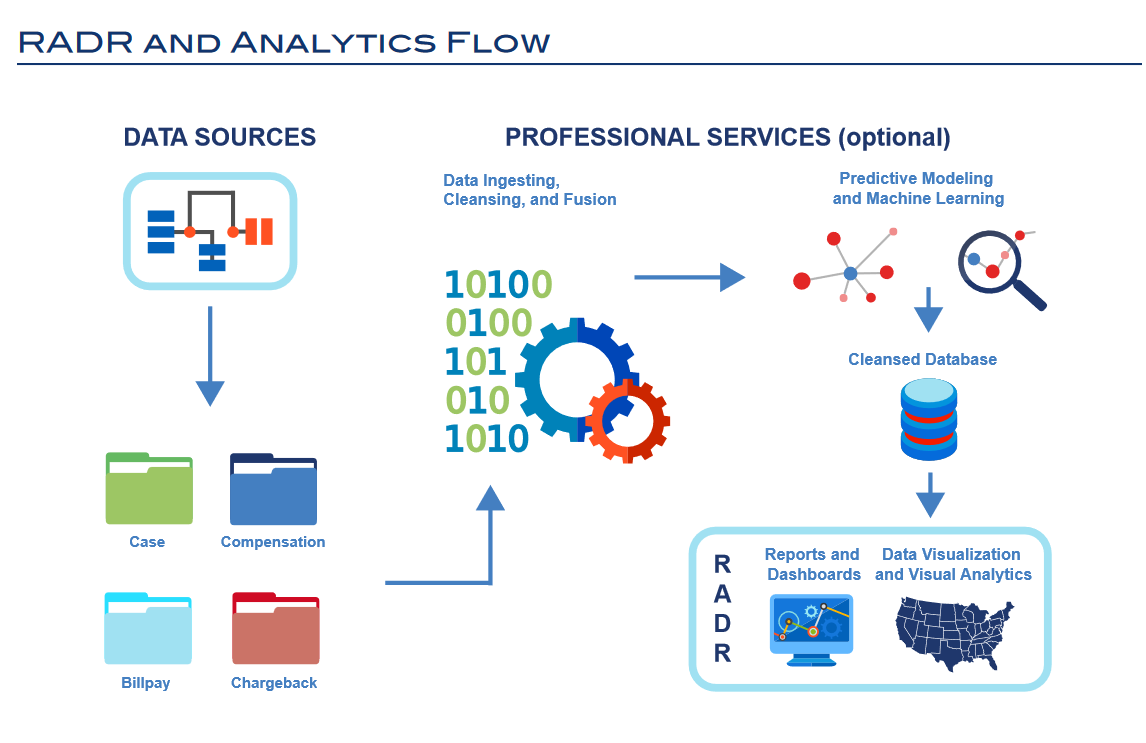 RADR AND ANALYTICS FLOW
DATA SOURCES
PROFESSIONAL SERVICES (optional)
Data Ingesting,
Cleansing, and Fusion
Predictive Modeling
and Machine Learning
10100
0100
101
010
1010
Cleansed Database
Case
Compensation
Billpay
Chargeback
R
A
D
R
Reports and
Dashboards
Data Visualization
and Visual Analytics